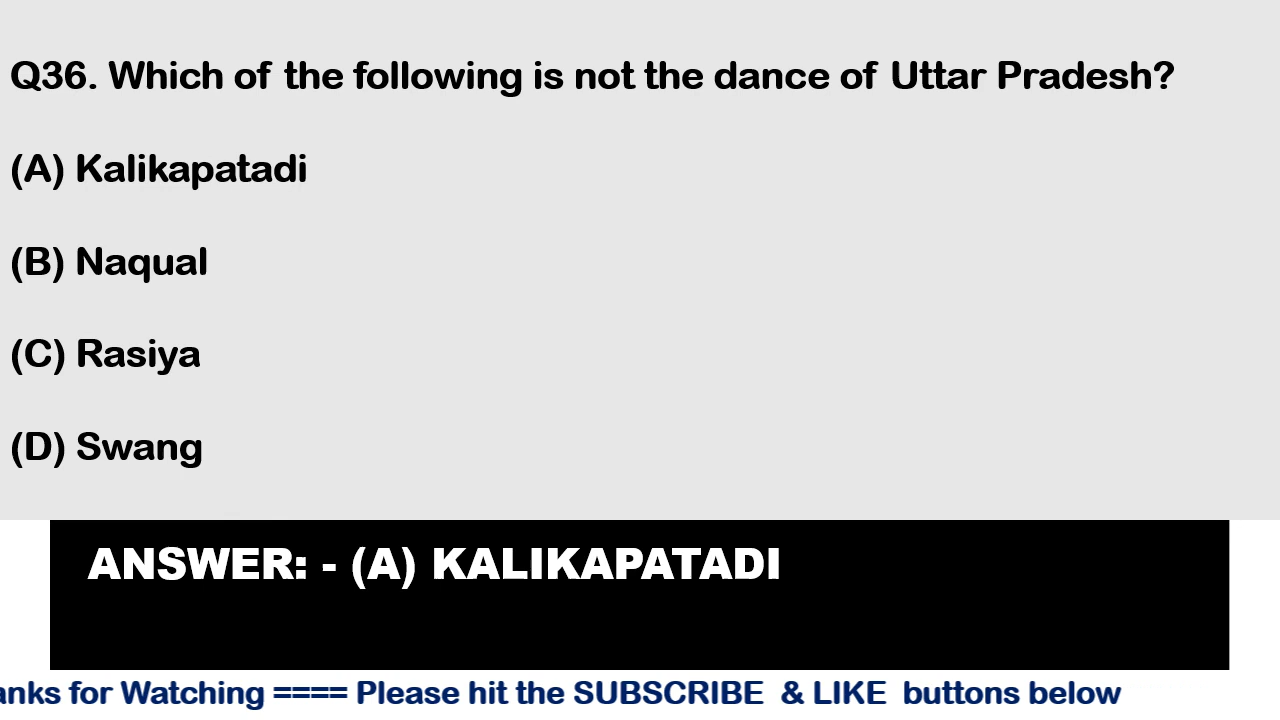 Q36. Which of the following is not the dance of Uttar Pradesh?
(A) Kalikapatadi
(B) Naqual
(C) Rasiya
(D) Swang
ANSWER: - (A) KALIKAPATADI
anks for Watching ==== Please hit the SUBSCRIBE & LIKE buttons below